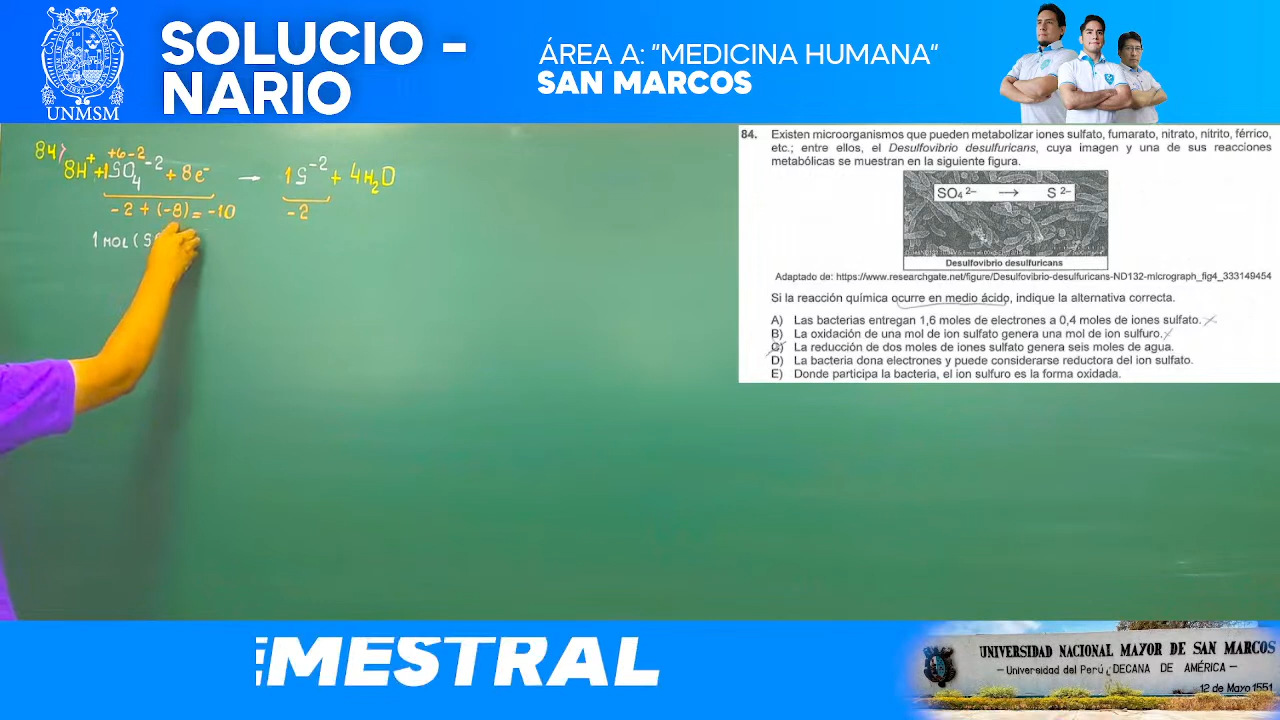 SOLUCIO -
NARIO
ÁREA A: “MEDICINA HUMANA“
SAN MARCOS
UNMSM
84>
+6 -2
8H+ + 1SO4 -2 + 8e- → 1S-2 + 4H2O
-2 + (-8) = -10
-2
1 MOL (S
84. Existen microorganismos que pueden metabolizar iones sulfato, fumarato, nitrato, nitrito, férrico,
etc.; entre ellos, el Desulfovibrio desulfuricans, cuya imagen y una de sus reacciones
metabólicas se muestran en la siguiente figura.
SO4 2– → S 2–
Desulfovibrio desulfuricans
Adaptado de: https://www.researchgate.net/figure/Desulfovibrio-desulfuricans-ND132-micrograph_fig4_333149454
Si la reacción química ocurre en medio ácido, indique la alternativa correcta.
A) Las bacterias entregan 1,6 moles de electrones a 0,4 moles de iones sulfato.
B) La oxidación de una mol de ion sulfato genera una mol de ion sulfuro.
C) La reducción de dos moles de iones sulfato genera seis moles de agua.
D) La bacteria dona electrones y puede considerarse reductora del ion sulfato.
E) Donde participa la bacteria, el ion sulfuro es la forma oxidada.
EMESTRAL
UNIVERSIDAD NACIONAL MAYOR DE SAN MARCOS
—Universidad del Perú, DECANA DE AMÉRICA—
12 de Mayo 1551